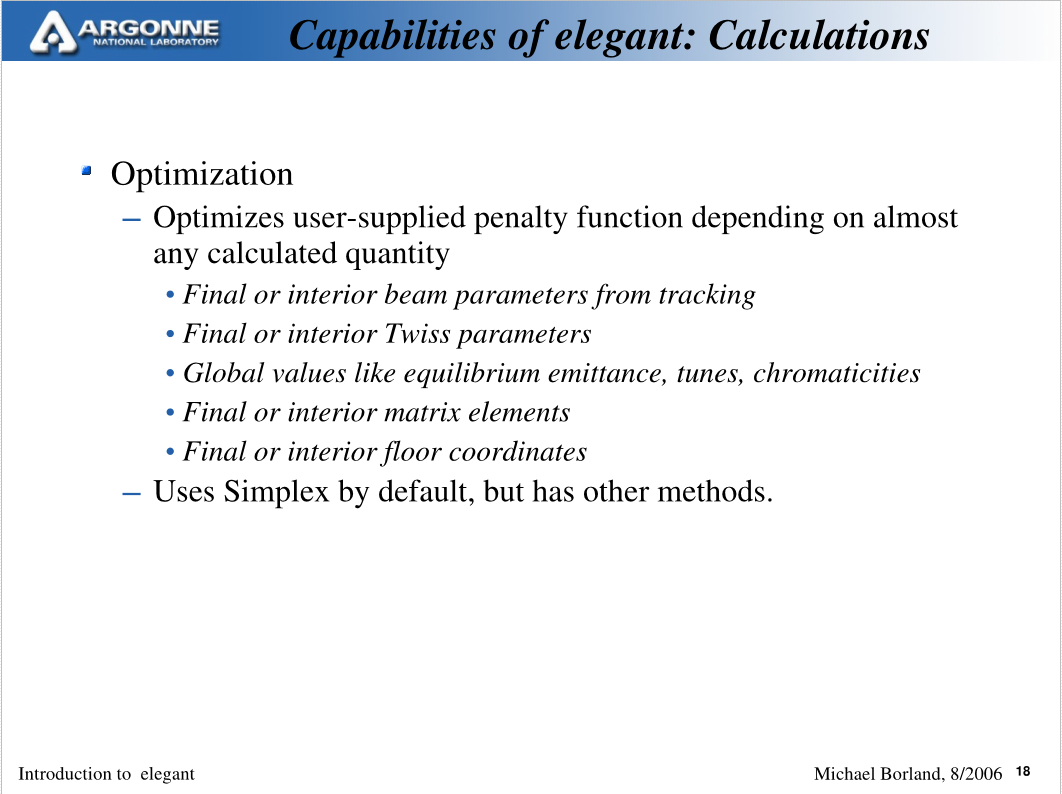 ARGONNE
NATIONAL LABORATORY
Capabilities of elegant: Calculations
Optimization
– Optimizes user-supplied penalty function depending on almost
any calculated quantity
• Final or interior beam parameters from tracking
• Final or interior Twiss parameters
• Global values like equilibrium emittance, tunes, chromaticities
• Final or interior matrix elements
• Final or interior floor coordinates
– Uses Simplex by default, but has other methods.
Introduction to elegant
Michael Borland, 8/2006 18